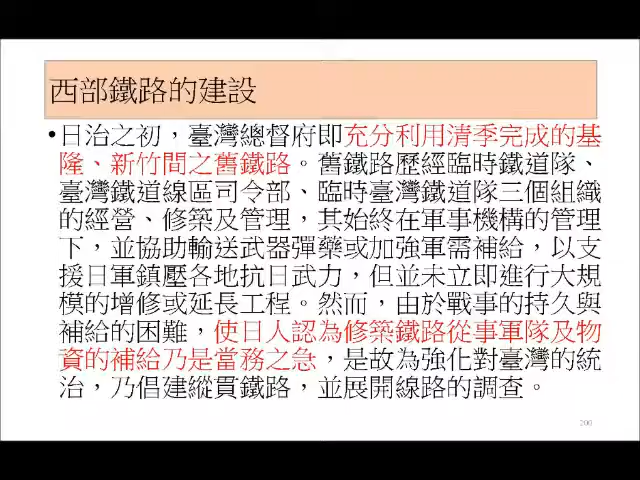 西部鐵路的建設
•日治之初，臺灣總督府即充分利用清季完成的基
隆、新竹間之舊鐵路。舊鐵路歷經臨時鐵道隊、
臺灣鐵道線區司令部、臨時臺灣鐵道隊三個組織
的經營、修築及管理，其始終在軍事機構的管理
下，並協助輸送武器彈藥或加強軍需補給，以支
援日軍鎮壓各地抗日武力，但並未立即進行大規
模的增修或延長工程。然而，由於戰事的持久與
補給的困難，使日人認為修築鐵路從事軍隊及物
資的補給乃是當務之急，是故為強化對臺灣的統
治，乃倡建縱貫鐵路，並展開線路的調查。
200